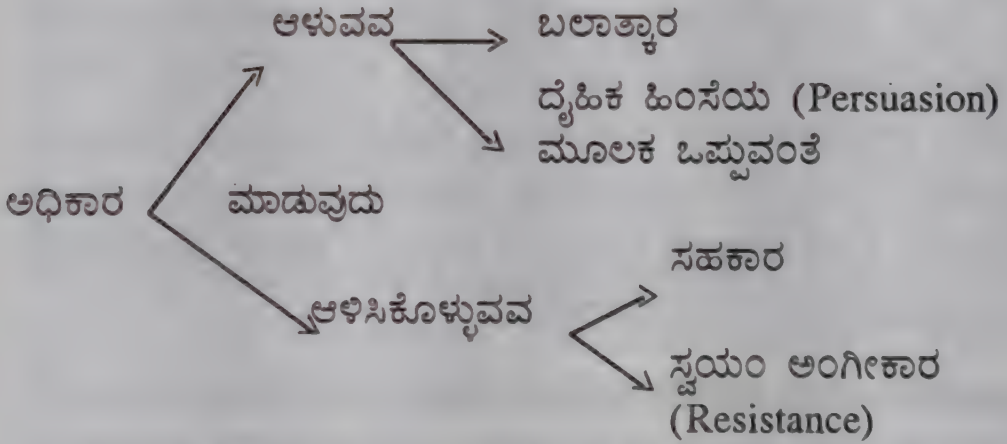 ಆಳುವವ
ಬಲಾತ್ಕಾರ
ದೈಹಿಕ ಹಿಂಸೆಯ (Persuasion)
ಮೂಲಕ ಒಪ್ಪುವಂತೆ
ಅಧಿಕಾರ
ಮಾಡುವುದು
ಸಹಕಾರ
ಆಳಿಸಿಕೊಳ್ಳುವವ
ಸ್ವಯಂ ಅಂಗೀಕಾರ
(Resistance)